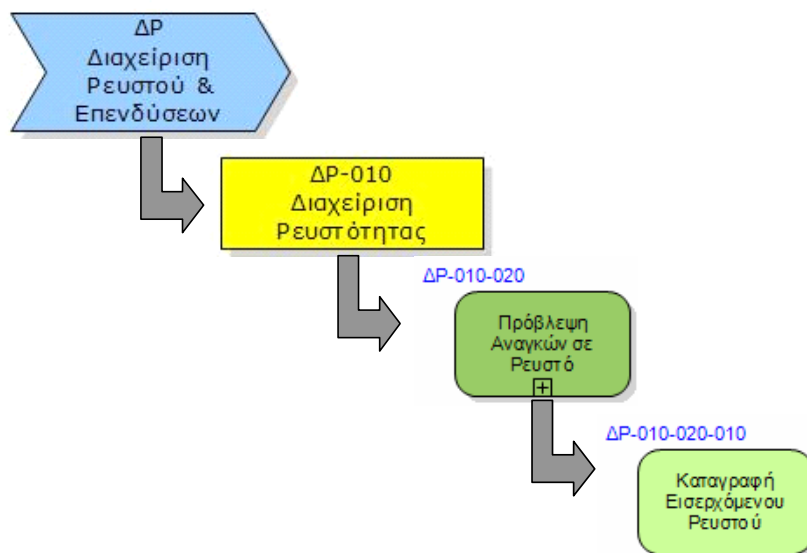 ΔΡ
Διαχείριση
Ρευστού &
Επενδύσεων
ΔΡ-010
Διαχείριση
Ρευστότητας
ΔΡ-010-020
Πρόβλεψη
Αναγκών σε
Ρευστό
ΔΡ-010-020-010
Καταγραφή
Εισερχόμενου
Ρευστού